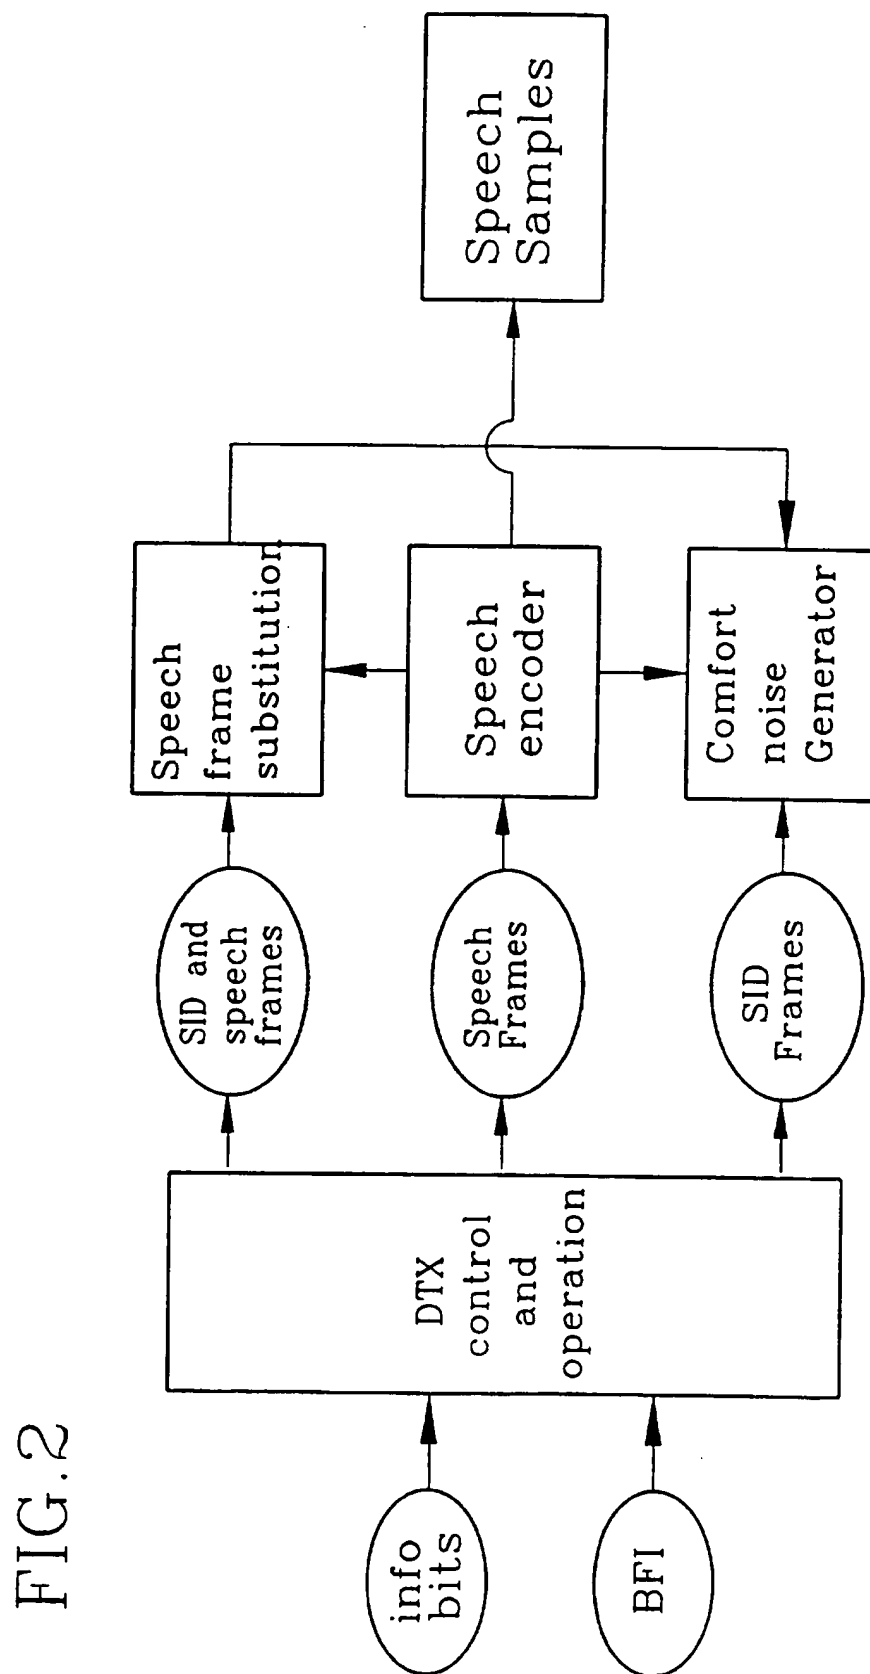 FIG.2
info
bits
BFI
DTX
control
and
operation
SID and
speech
frames
Speech
Frames
SID
Frames
Speech
frame
substitution
Speech
encoder
Comfort
noise
Generator
Speech
Samples